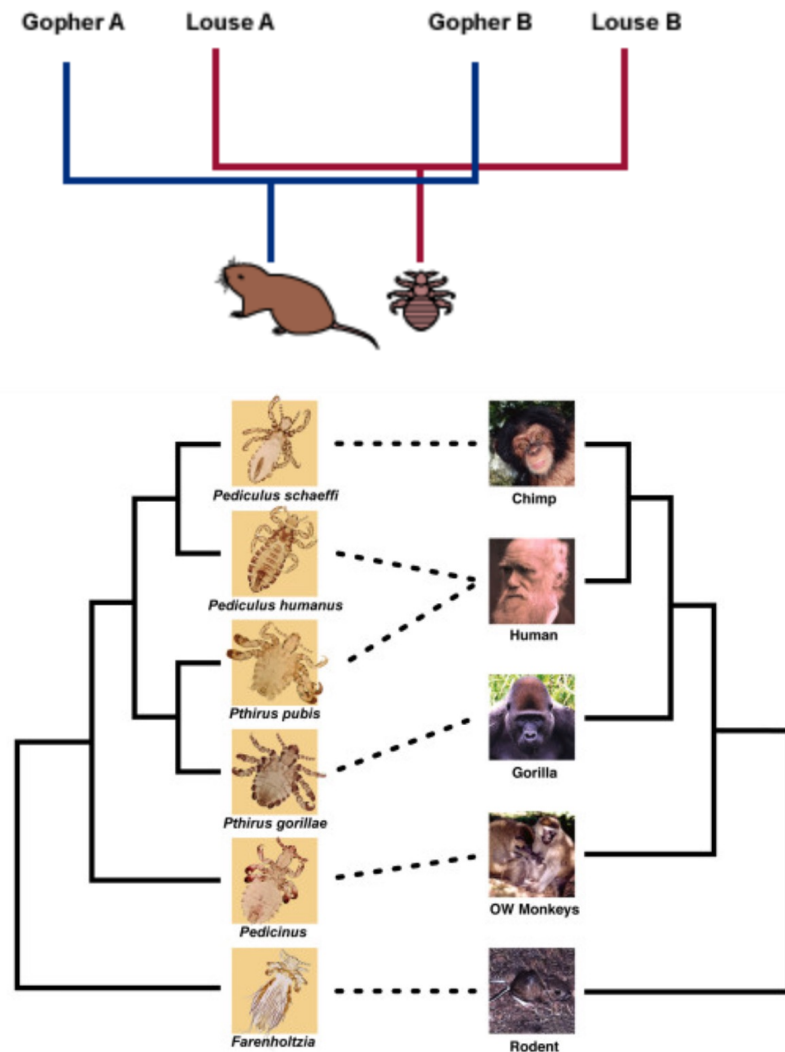 Gopher A Louse A Gopher B Louse B
Pediculus schaeffi
Chimp
Pediculus humanus
Human
Pthirus pubis
Gorilla
Pthirus gorillae
OW Monkeys
Pedicinus
Farenholtzia
Rodent